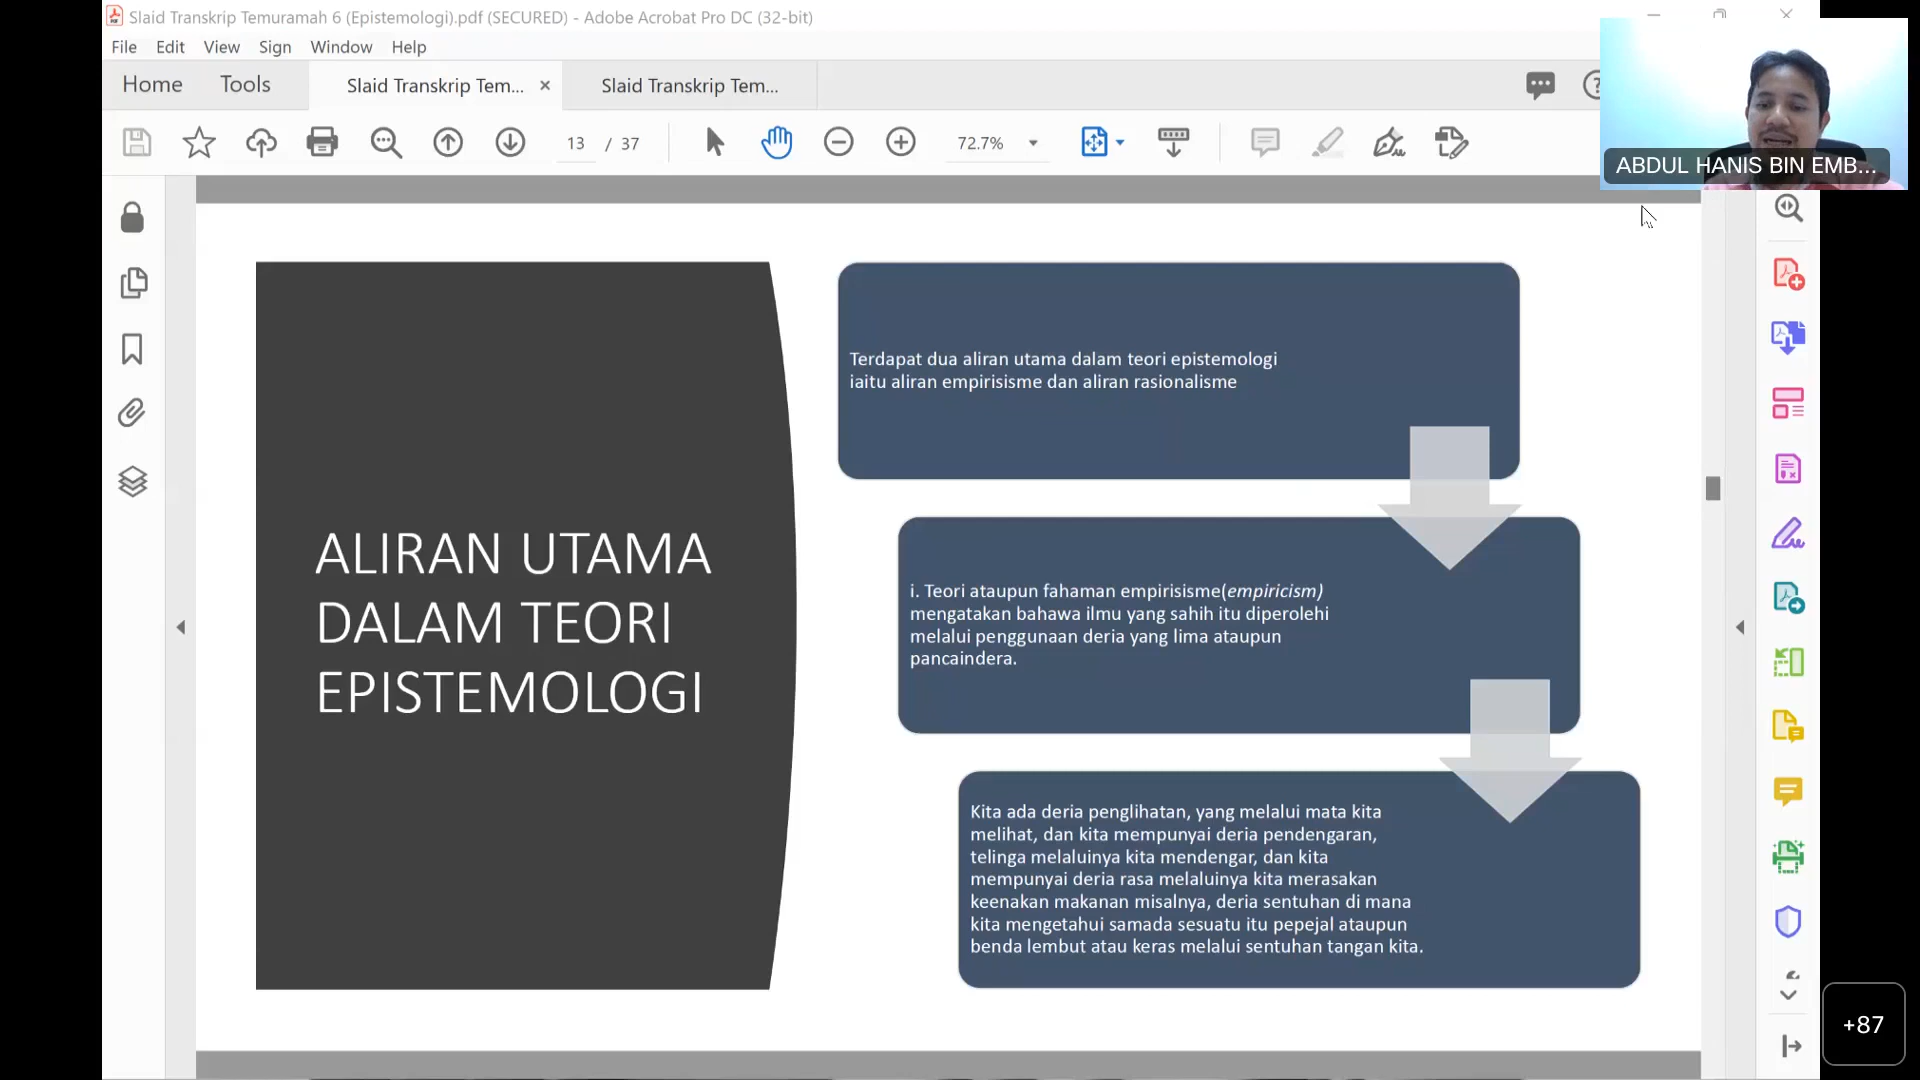 Slaid Transkrip Temuramah 6 (Epistemologi).pdf (SECURED) - Adobe Acrobat Pro DC (32-bit)
File Edit View Sign Window Help
Home Tools Slaid Transkrip Tem... × Slaid Transkrip Tem...
13 / 37 72.7%
ABDUL HANIS BIN EMB...
ALIRAN UTAMA
DALAM TEORI
EPISTEMOLOGI
Terdapat dua aliran utama dalam teori epistemologi
iaitu aliran empirisisme dan aliran rasionalisme
i. Teori ataupun fahaman empirisisme(empiricism)
mengatakan bahawa ilmu yang sahih itu diperolehi
melalui penggunaan deria yang lima ataupun
pancaindera.
Kita ada deria penglihatan, yang melalui mata kita
melihat, dan kita mempunyai deria pendengaran,
telinga melaluinya kita mendengar, dan kita
mempunyai deria rasa melaluinya kita merasakan
keenakan makanan misalnya, deria sentuhan di mana
kita mengetahui samada sesuatu itu pepejal ataupun
benda lembut atau keras melalui sentuhan tangan kita.
+87